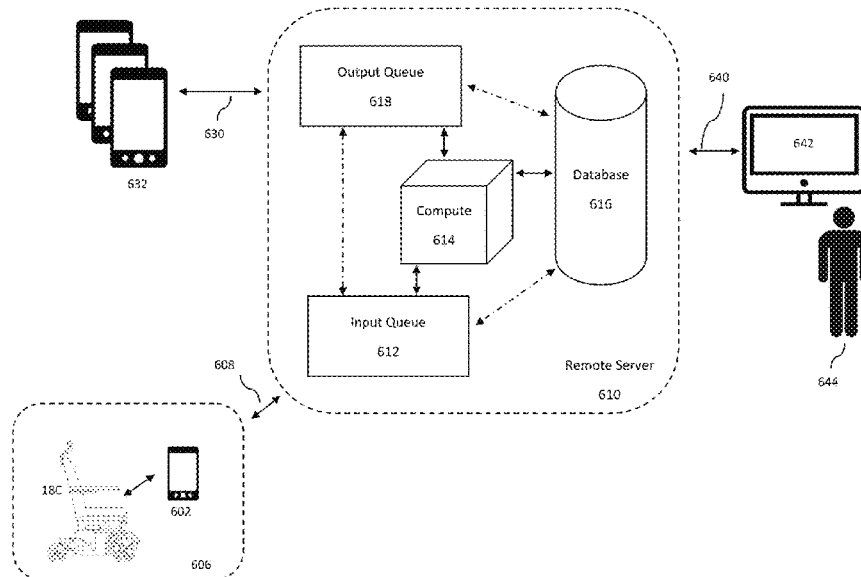 Output Queue
618
630
632
Compute
614
Database
616
640
642
Input Queue
612
Remote Server
610
644
608
18C
602
606